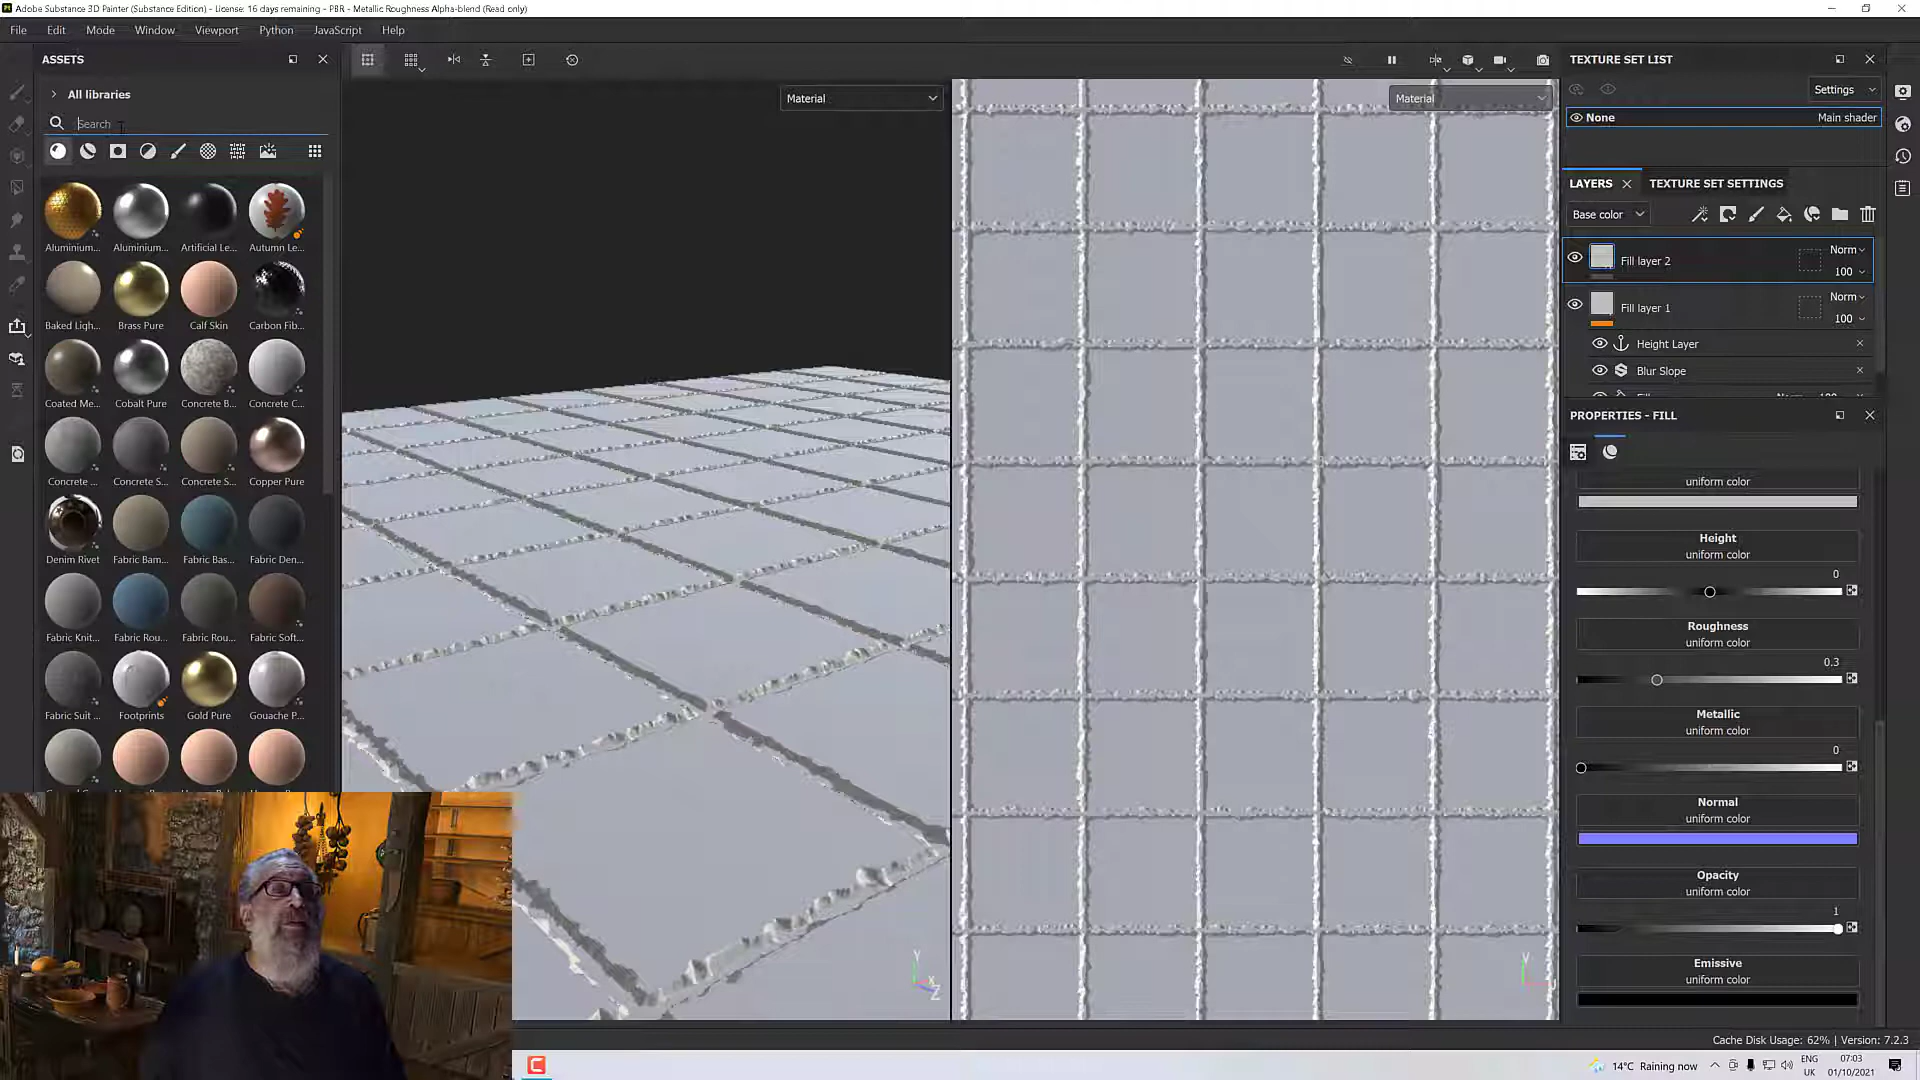 Adobe Substance 3D Painter (Substance Edition) - License: 16 days remaining - PBR - Metallic Roughness Alpha-blend (Read only)
File Edit Mode Window Viewport Python JavaScript Help
ASSETS
All libraries
Search
Aluminium... Aluminium... Artificial Le... Autumn Le...
Baked Ligh... Brass Pure Calf Skin Carbon Fib...
Coated Me... Cobalt Pure Concrete B... Concrete C...
Concrete ... Concrete S... Concrete S... Copper Pure
Denim Rivet Fabric Bam... Fabric Bas... Fabric Den...
Fabric Knit... Fabric Rou... Fabric Rou... Fabric Soft...
Fabric Suit ... Footprints Gold Pure Gouache P...
Material
Material
Y
X
Z
Y
TEXTURE SET LIST
Settings
None Main shader
LAYERS TEXTURE SET SETTINGS
Base color
Fill layer 2 Norm
100
Fill layer 1 Norm
100
Height Layer
Blur Slope
PROPERTIES - FILL
uniform color
Height
uniform color
0
Roughness
uniform color
0.3
Metallic
uniform color
0
Normal
uniform color
Opacity
uniform color
1
Emissive
uniform color
Cache Disk Usage: 62% | Version: 7.2.3
14°C Raining now
ENG
UK
07:03
01/10/2021